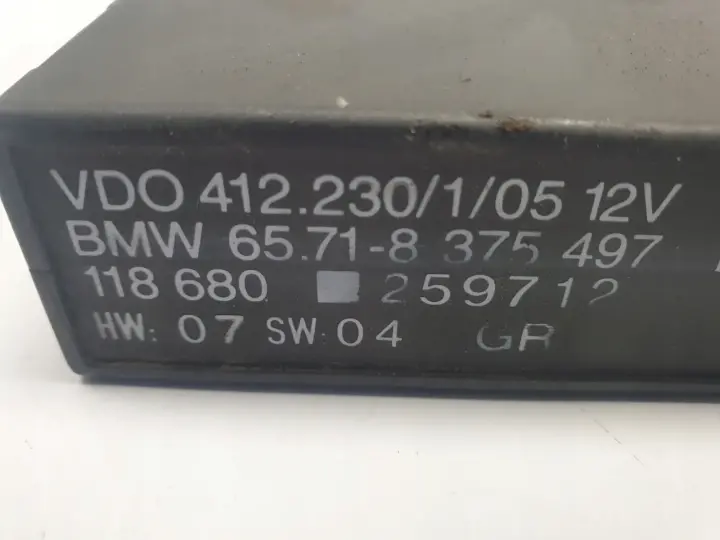 VDO 412.230/1/05 12V
BMW 65.71-8 375 497
118 680 259712
HW: 07 SW: 04 GR